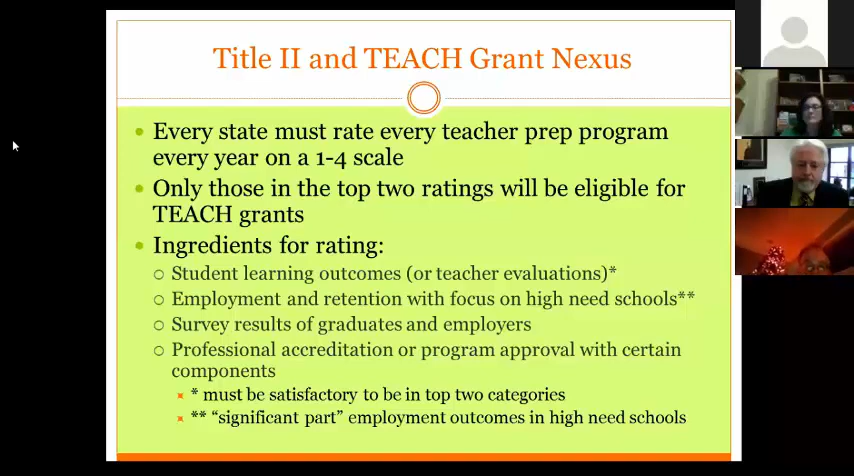 Title II and TEACH Grant Nexus
Every state must rate every teacher prep program
every year on a 1-4 scale
Only those in the top two ratings will be eligible for
TEACH grants
Ingredients for rating:
Student learning outcomes (or teacher evaluations)*
Employment and retention with focus on high need schools**
Survey results of graduates and employers
Professional accreditation or program approval with certain
components
* must be satisfactory to be in top two categories
** “significant part” employment outcomes in high need schools